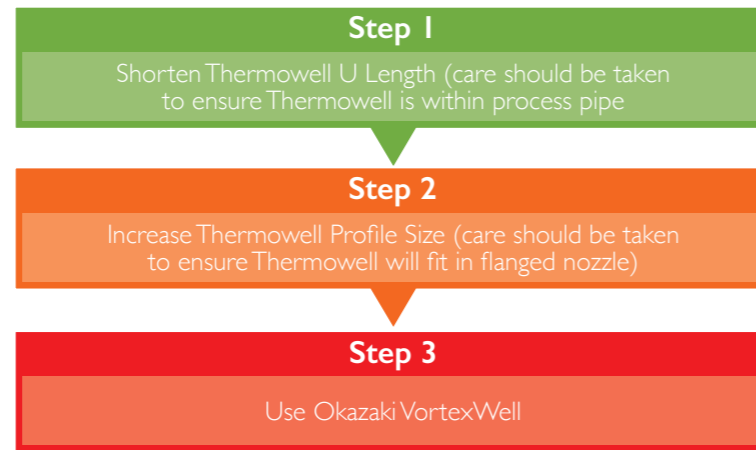 Step 1
Shorten Thermowell U Length (care should be taken
to ensure Thermowell is within process pipe
Step 2
Increase Thermowell Profile Size (care should be taken
to ensure Thermowell will fit in flanged nozzle)
Step 3
Use Okazaki VortexWell